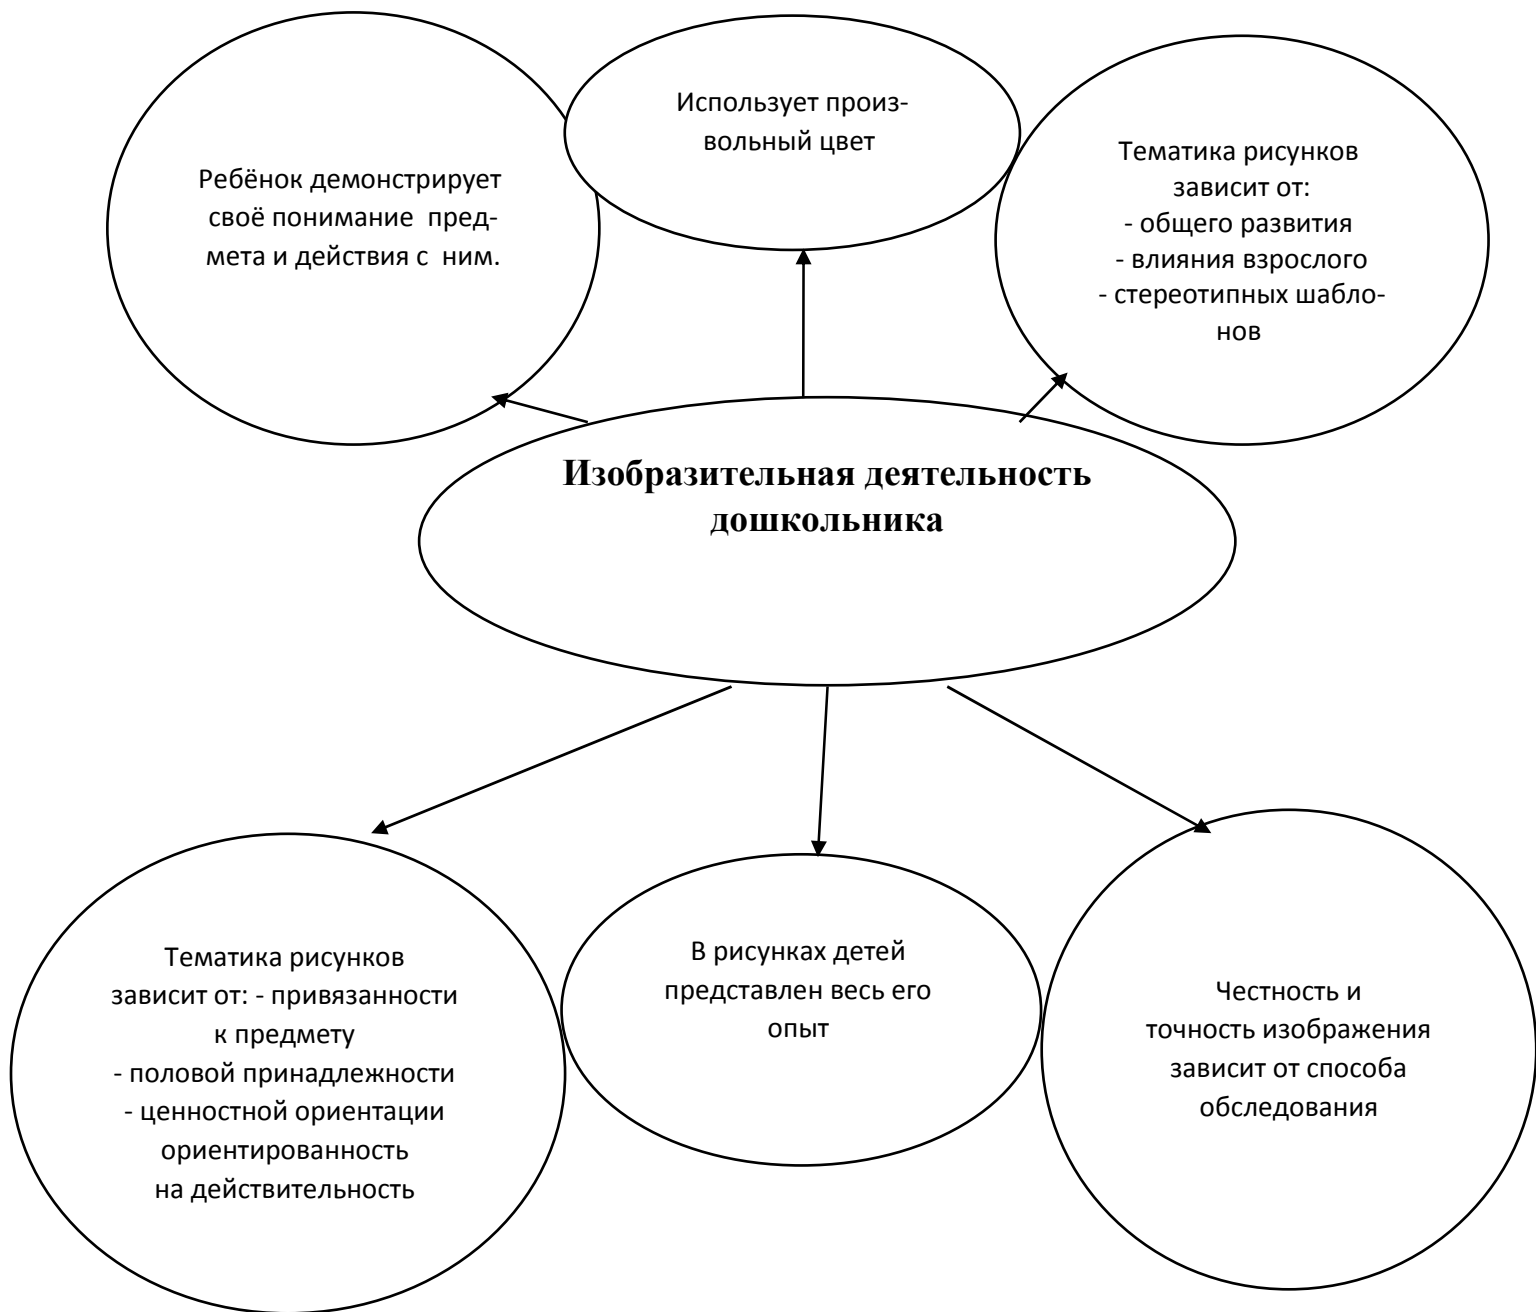 Использует произ-
вольный цвет
Ребёнок демонстрирует
своё понимание пред-
мета и действия с ним.
Тематика рисунков
зависит от:
- общего развития
- влияния взрослого
- стереотипных шабло-
нов
Изобразительная деятельность
дошкольника
Тематика рисунков
зависит от: - привязанности
к предмету
- половой принадлежности
- ценностной ориентации
ориентированность
на действительность
В рисунках детей
представлен весь его
опыт
Честность и
точность изображения
зависит от способа
обследования